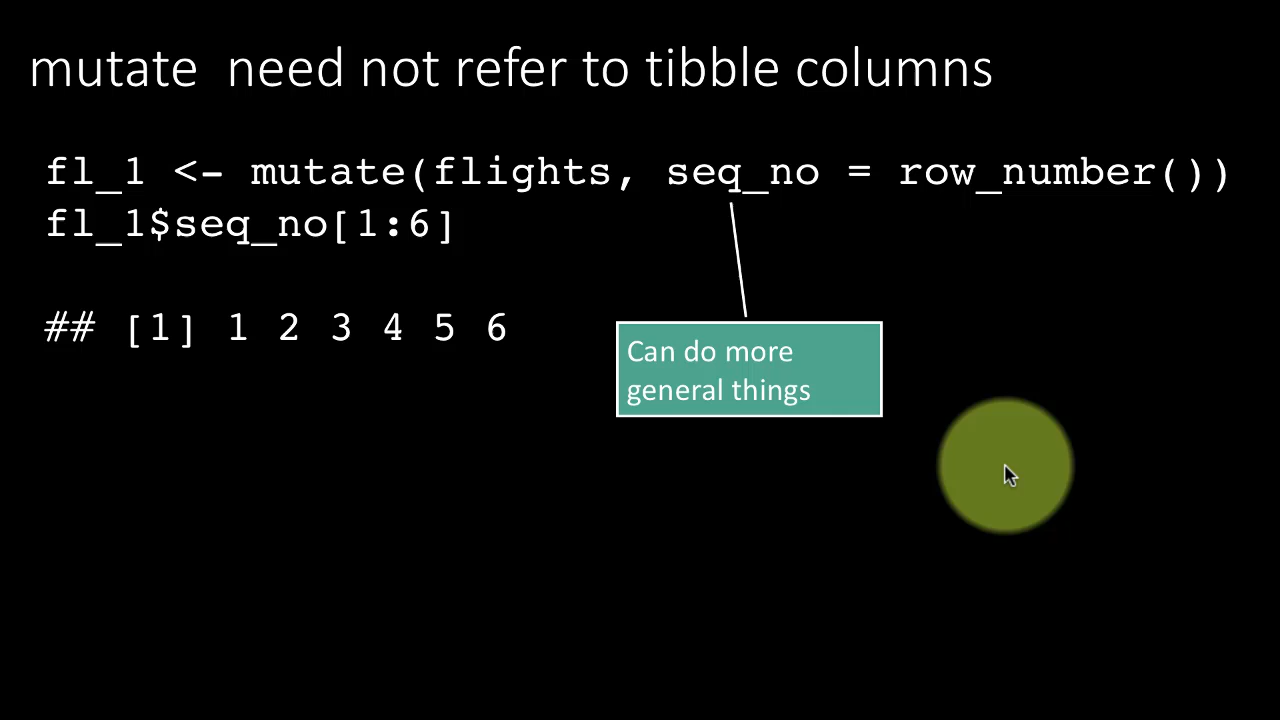 mutate need not refer to tibble columns
fl_1 <- mutate(flights, seq_no = row_number())
fl_1$seq_no[1:6]
## [1] 1 2 3 4 5 6
Can do more
general things